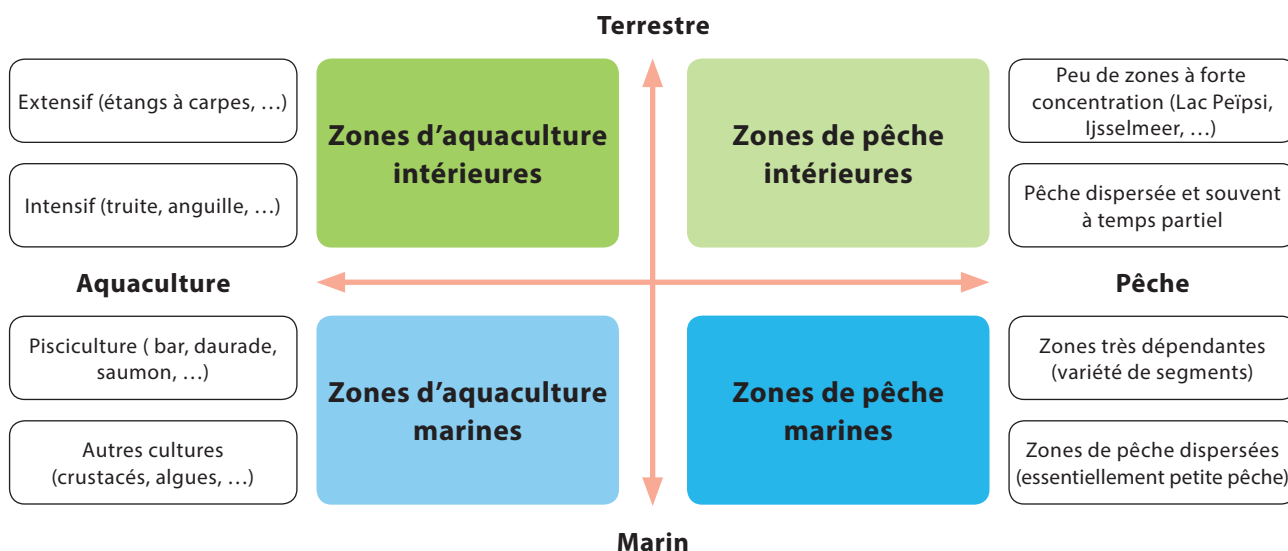 Terrestre
Extensif (étangs à carpes, …)
Intensif (truite, anguille, …)
Zones d’aquaculture
intérieures
Zones de pêche
intérieures
Peu de zones à forte
concentration (Lac Peïpsi,
Ijsselmeer, …)
Pêche dispersée et souvent
à temps partiel
Aquaculture
Pêche
Pisciculture ( bar, daurade,
saumon, …)
Autres cultures
(crustacés, algues, …)
Zones d’aquaculture
marines
Zones de pêche
marines
Zones très dépendantes
(variété de segments)
Zones de pêche dispersées
(essentiellement petite pêche)
Marin